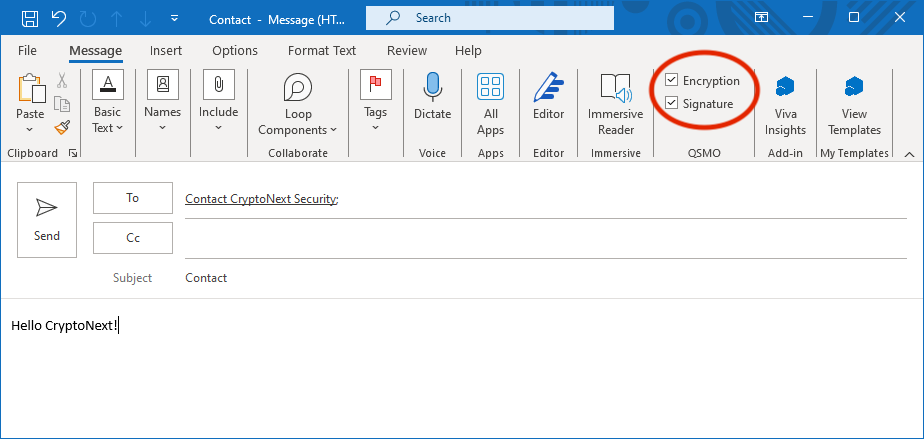 Contact - Message (HT...
Search
File Message Insert Options Format Text Review Help
Paste
Basic Text
Names
Include
Loop Components
Tags
Dictate
All Apps
Editor
Immersive Reader
Encryption
Signature
Viva Insights
View Templates
Clipboard
Collaborate
Voice
Apps
Editor
Immersive
QSMO
Add-in
My Templates
Send
To
Contact CryptoNext Security;
Cc
Subject
Contact
Hello CryptoNext!